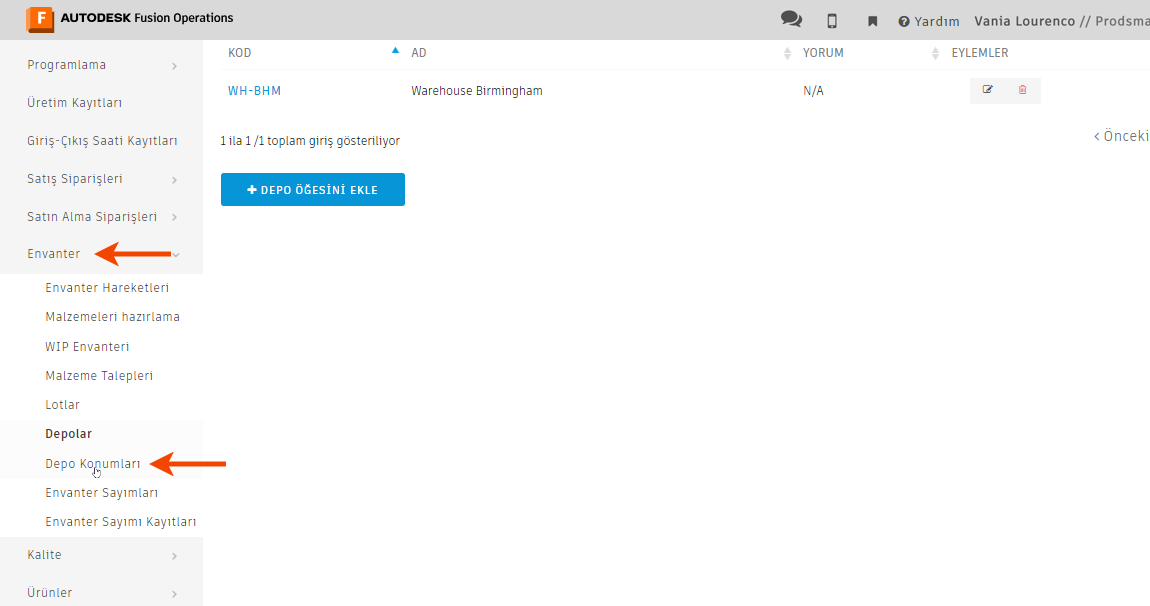 F AUTODESK Fusion Operations
Yardım Vania Lourenco // Prodsma
Programlama
Üretim Kayıtları
Giriş-Çıkış Saati Kayıtları
Satış Siparişleri
Satın Alma Siparişleri
Envanter
Envanter Hareketleri
Malzemeleri hazırlama
WIP Envanteri
Malzeme Talepleri
Lotlar
Depolar
Depo Konumları
Envanter Sayımları
Envanter Sayımı Kayıtları
Kalite
Ürünler
KOD AD YORUM EYLEMLER
WH-BHM Warehouse Birmingham N/A
1 ila 1 /1 toplam giriş gösteriliyor
< Önceki
+ DEPO ÖĞESİNİ EKLE